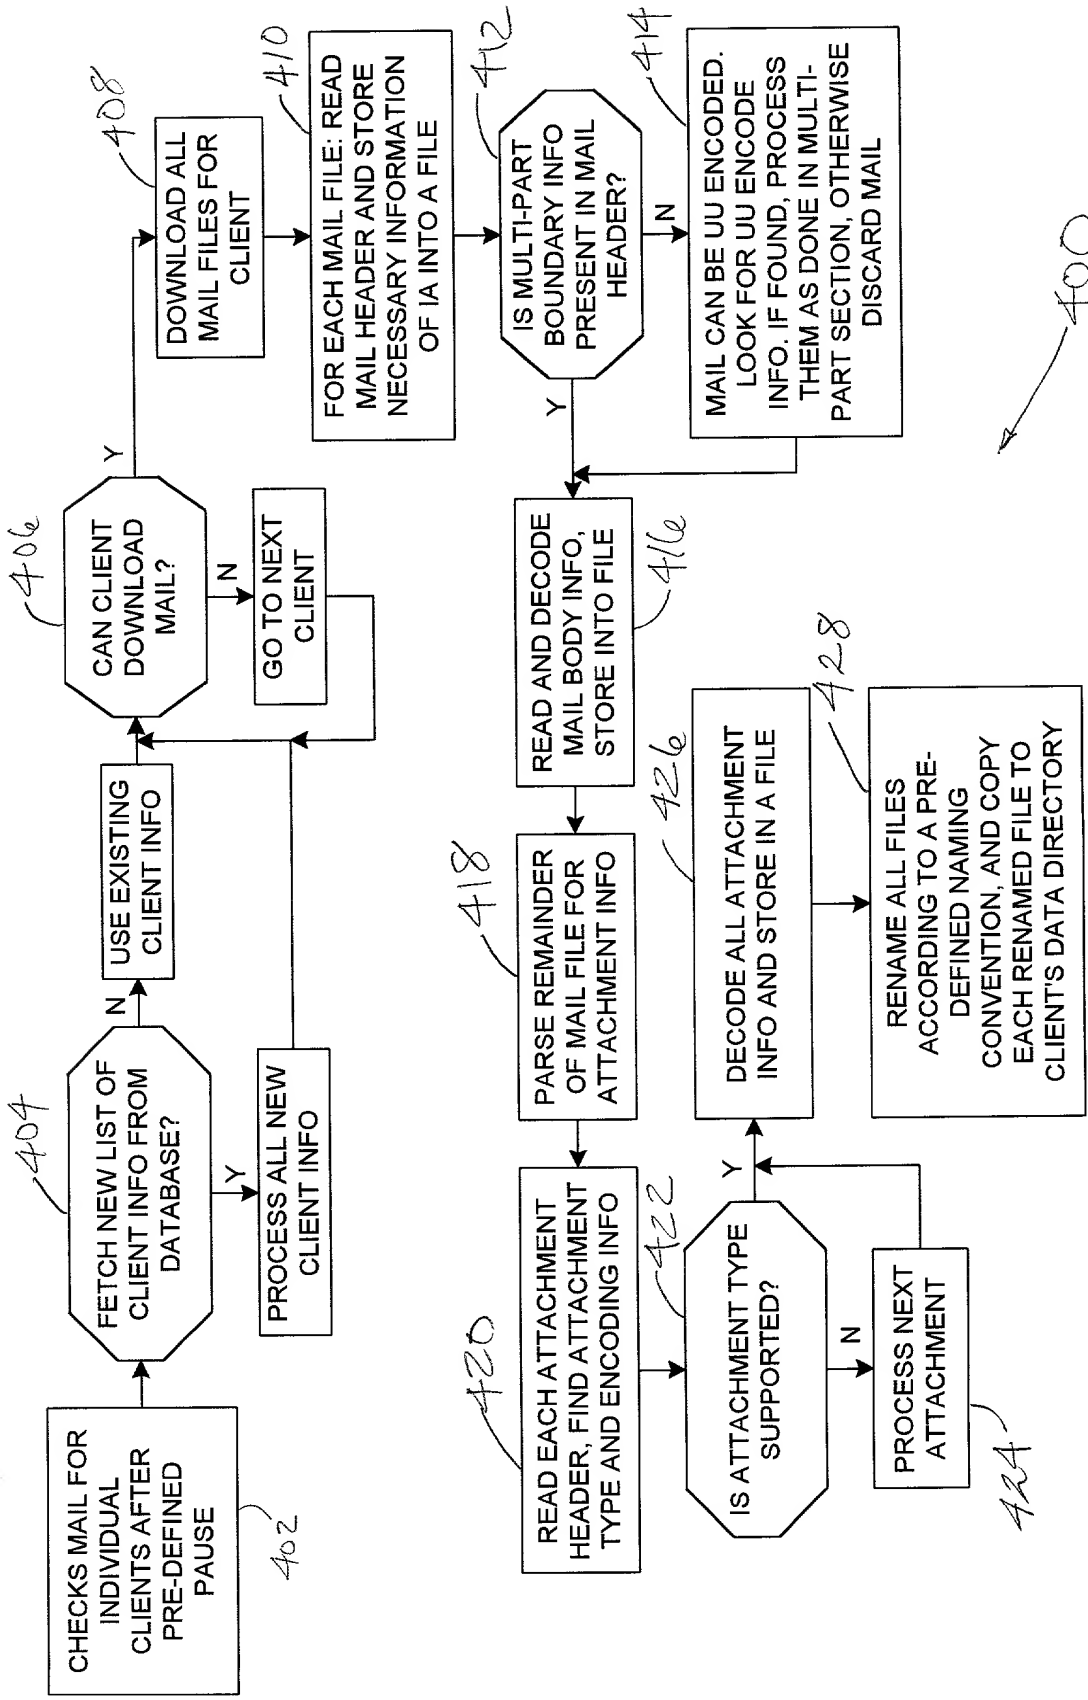 CHECKS MAIL FOR
INDIVIDUAL
CLIENTS AFTER
PRE-DEFINED
PAUSE
402
FETCH NEW LIST OF
CLIENT INFO FROM
DATABASE?
404
N
Y
USE EXISTING
CLIENT INFO
PROCESS ALL NEW
CLIENT INFO
CAN CLIENT
DOWNLOAD
MAIL?
406
Y
N
GO TO NEXT
CLIENT
DOWNLOAD ALL
MAIL FILES FOR
CLIENT
408
FOR EACH MAIL FILE: READ
MAIL HEADER AND STORE
NECESSARY INFORMATION
OF IA INTO A FILE
410
IS MULTI-PART
BOUNDARY INFO
PRESENT IN MAIL
HEADER?
412
Y
N
MAIL CAN BE UU ENCODED.
LOOK FOR UU ENCODE
INFO. IF FOUND, PROCESS
THEM AS DONE IN MULTI-
PART SECTION, OTHERWISE
DISCARD MAIL
414
READ AND DECODE
MAIL BODY INFO,
STORE INTO FILE
416
PARSE REMAINDER
OF MAIL FILE FOR
ATTACHMENT INFO
418
READ EACH ATTACHMENT
HEADER, FIND ATTACHMENT
TYPE AND ENCODING INFO
420
IS ATTACHMENT TYPE
SUPPORTED?
422
Y
N
PROCESS NEXT
ATTACHMENT
424
DECODE ALL ATTACHMENT
INFO AND STORE IN A FILE
426
RENAME ALL FILES
ACCORDING TO A PRE-
DEFINED NAMING
CONVENTION, AND COPY
EACH RENAMED FILE TO
CLIENT'S DATA DIRECTORY
428
400